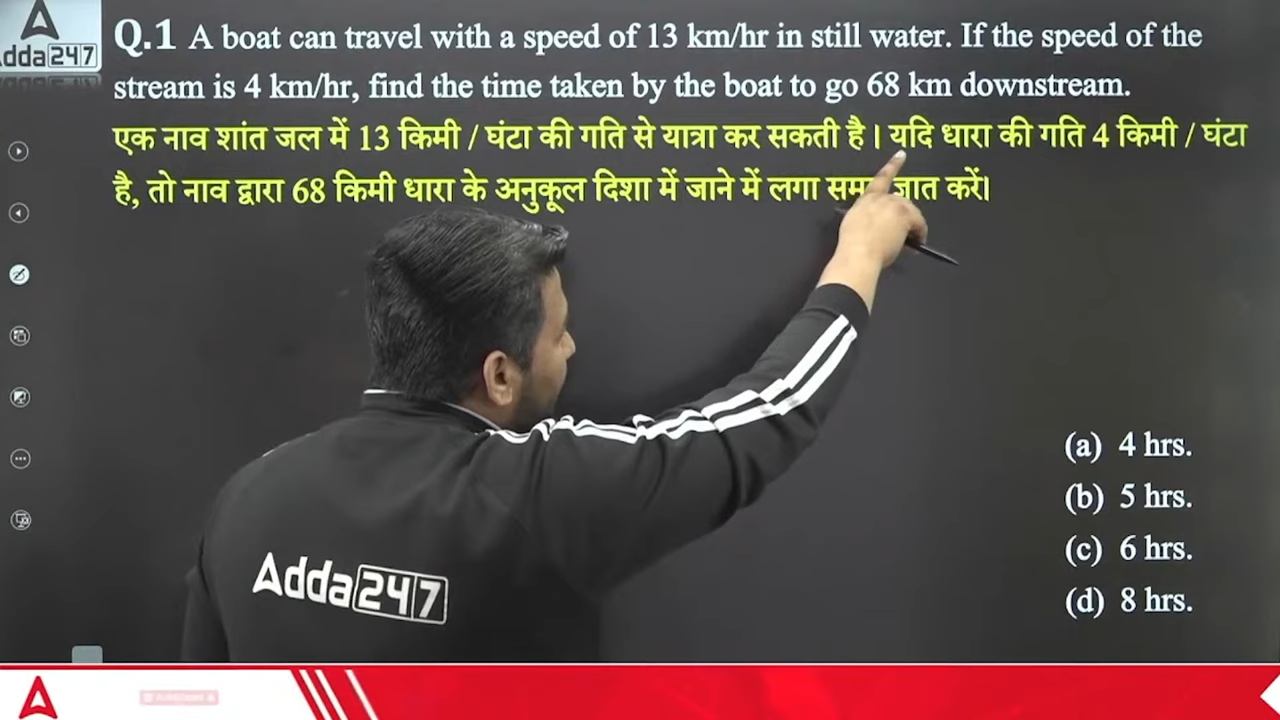 Adda247
Q.1 A boat can travel with a speed of 13 km/hr in still water. If the speed of the
stream is 4 km/hr, find the time taken by the boat to go 68 km downstream.
एक नाव शांत जल में 13 किमी / घंटा की गति से यात्रा कर सकती है। यदि धारा की गति 4 किमी / घंटा
है, तो नाव द्वारा 68 किमी धारा के अनुकूल दिशा में जाने में लगा करें।
(a) 4 hrs.
(b) 5 hrs.
(c) 6 hrs.
(d) 8 hrs.
Adda247